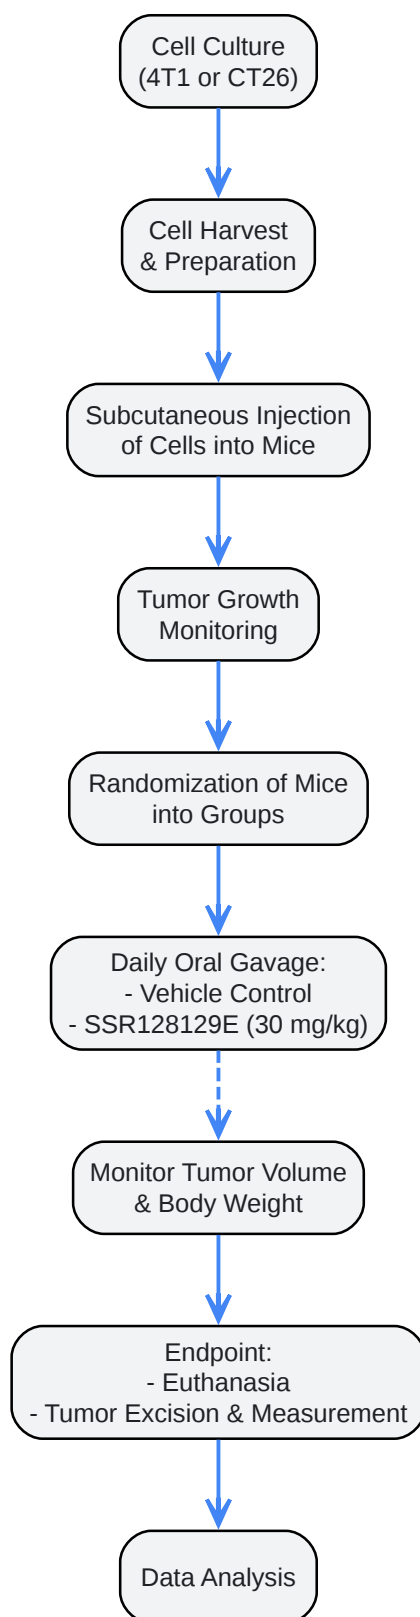 Cell Culture
(4T1 or CT26)
Cell Harvest
& Preparation
Subcutaneous Injection
of Cells into Mice
Tumor Growth
Monitoring
Randomization of Mice
into Groups
Daily Oral Gavage:
- Vehicle Control
- SSR128129E (30 mg/kg)
Monitor Tumor Volume
& Body Weight
Endpoint:
- Euthanasia
- Tumor Excision & Measurement
Data Analysis